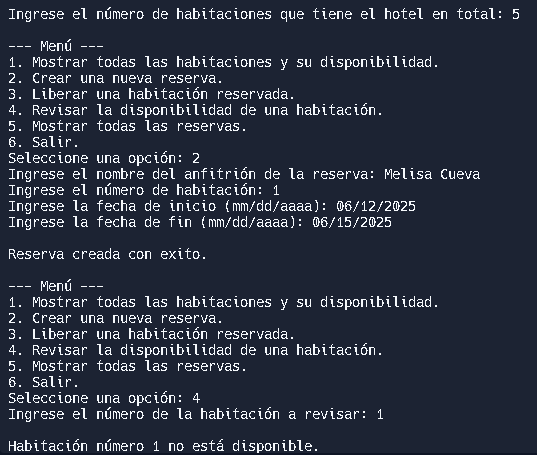 Ingrese el número de habitaciones que tiene el hotel en total: 5
--- Menú ---
1. Mostrar todas las habitaciones y su disponibilidad.
2. Crear una nueva reserva.
3. Liberar una habitación reservada.
4. Revisar la disponibilidad de una habitación.
5. Mostrar todas las reservas.
6. Salir.
Seleccione una opción: 2
Ingrese el nombre del anfitrión de la reserva: Melisa Cueva
Ingrese el número de habitación: 1
Ingrese la fecha de inicio (mm/dd/aaaa): 06/12/2025
Ingrese la fecha de fin (mm/dd/aaaa): 06/15/2025
Reserva creada con exito.
--- Menú ---
1. Mostrar todas las habitaciones y su disponibilidad.
2. Crear una nueva reserva.
3. Liberar una habitación reservada.
4. Revisar la disponibilidad de una habitación.
5. Mostrar todas las reservas.
6. Salir.
Seleccione una opción: 4
Ingrese el número de la habitación a revisar: 1
Habitación número 1 no está disponible.